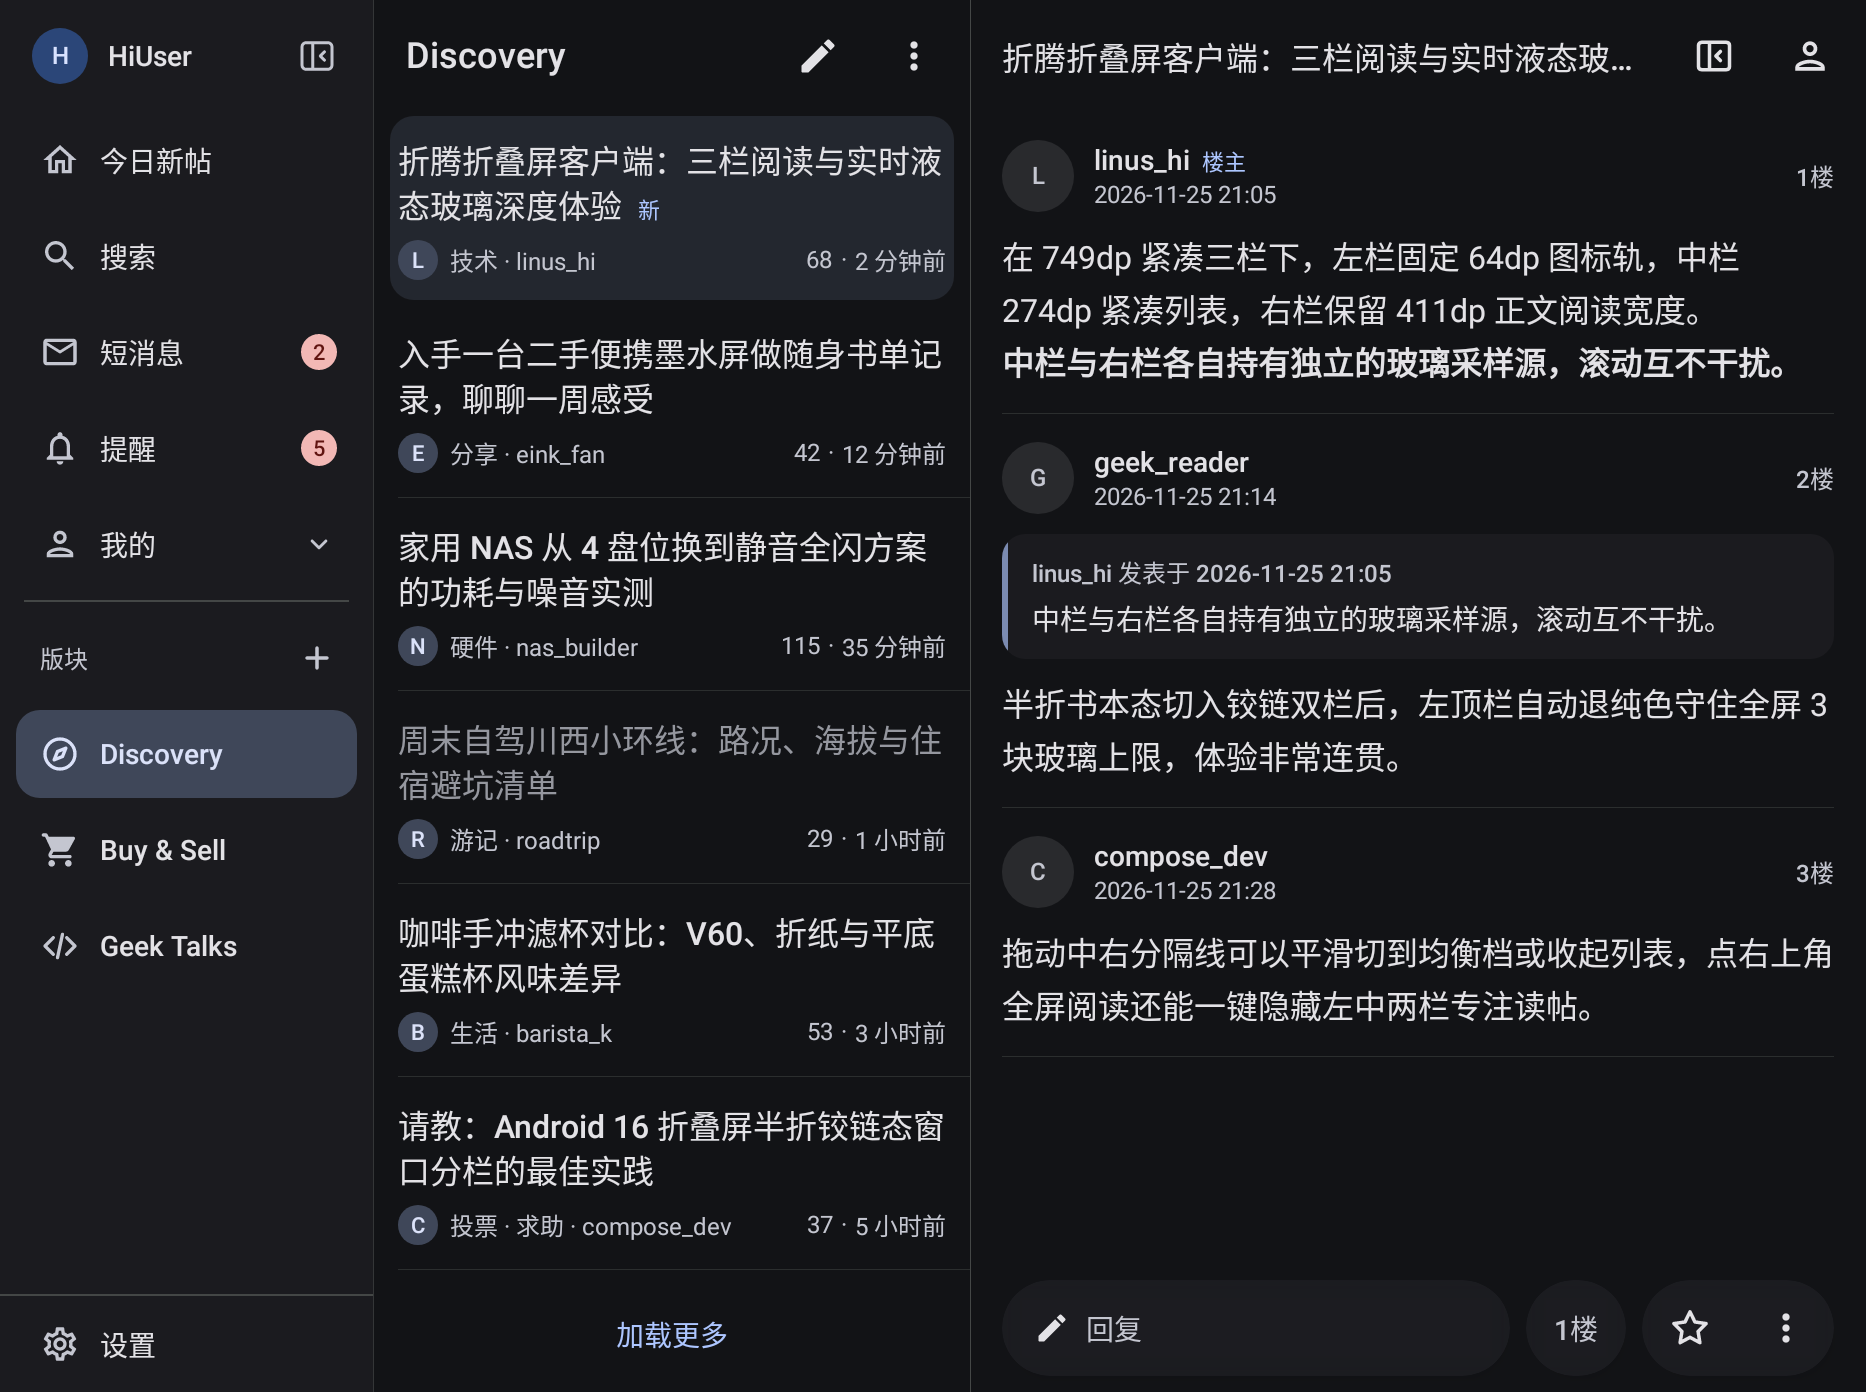 H
HiUser
今日新帖
搜索
短消息
2
提醒
5
我的
版块
Discovery
Buy & Sell
Geek Talks
设置
Discovery
折腾折叠屏客户端：三栏阅读与实时液
态玻璃深度体验 新
L 技术 · linus_hi 68 · 2 分钟前
入手一台二手便携墨水屏做随身书单记
录，聊聊一周感受
E 分享 · eink_fan 42 · 12 分钟前
家用 NAS 从 4 盘位换到静音全闪方案
的功耗与噪音实测
N 硬件 · nas_builder 115 · 35 分钟前
周末自驾川西小环线：路况、海拔与住
宿避坑清单
R 游记 · roadtrip 29 · 1 小时前
咖啡手冲滤杯对比：V60、折纸与平底
蛋糕杯风味差异
B 生活 · barista_k 53 · 3 小时前
请教：Android 16 折叠屏半折铰链态窗
口分栏的最佳实践
C 投票 · 求助 · compose_dev 37 · 5 小时前
加载更多
折腾折叠屏客户端：三栏阅读与实时液态玻...
L
linus_hi 楼主
2026-11-25 21:05
1楼
在 749dp 紧凑三栏下，左栏固定 64dp 图标轨，中栏
274dp 紧凑列表，右栏保留 411dp 正文阅读宽度。
中栏与右栏各自持有独立的玻璃采样源，滚动互不干扰。
G
geek_reader
2026-11-25 21:14
2楼
linus_hi 发表于 2026-11-25 21:05
中栏与右栏各自持有独立的玻璃采样源，滚动互不干扰。
半折书本态切入铰链双栏后，左顶栏自动退纯色守住全屏 3
块玻璃上限，体验非常连贯。
C
compose_dev
2026-11-25 21:28
3楼
拖动中右分隔线可以平滑切到均衡档或收起列表，点右上角
全屏阅读还能一键隐藏左中两栏专注读帖。
回复
1楼